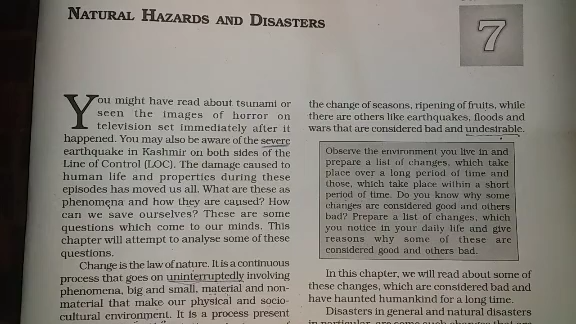 NATURAL HAZARDS AND DISASTERS
7
You might have read about tsunami or
seen the images of horror on
television set immediately after it
happened. You may also be aware of the severe
earthquake in Kashmir on both sides of the
Line of Control (LOC). The damage caused to
human life and properties during these
episodes has moved us all. What are these as
phenomena and how they are caused? How
can we save ourselves? These are some
questions which come to our minds. This
chapter will attempt to analyse some of these
questions.
Change is the law of nature. It is a continuous
process that goes on uninterruptedly involving
phenomena, big and small, material and non-
material that make our physical and socio-
cultural environment. It is a process present
the change of seasons, ripening of fruits, while
there are others like earthquakes, floods and
wars that are considered bad and undesirable.
Observe the environment you live in and
prepare a list of changes, which take
place over a long period of time and
those, which take place within a short
period of time. Do you know why some
changes are considered good and others
bad? Prepare a list of changes, which
you notice in your daily life and give
reasons why some of these are
considered good and others bad.
In this chapter, we will read about some of
these changes, which are considered bad and
have haunted humankind for a long time.
Disasters in general and natural disasters